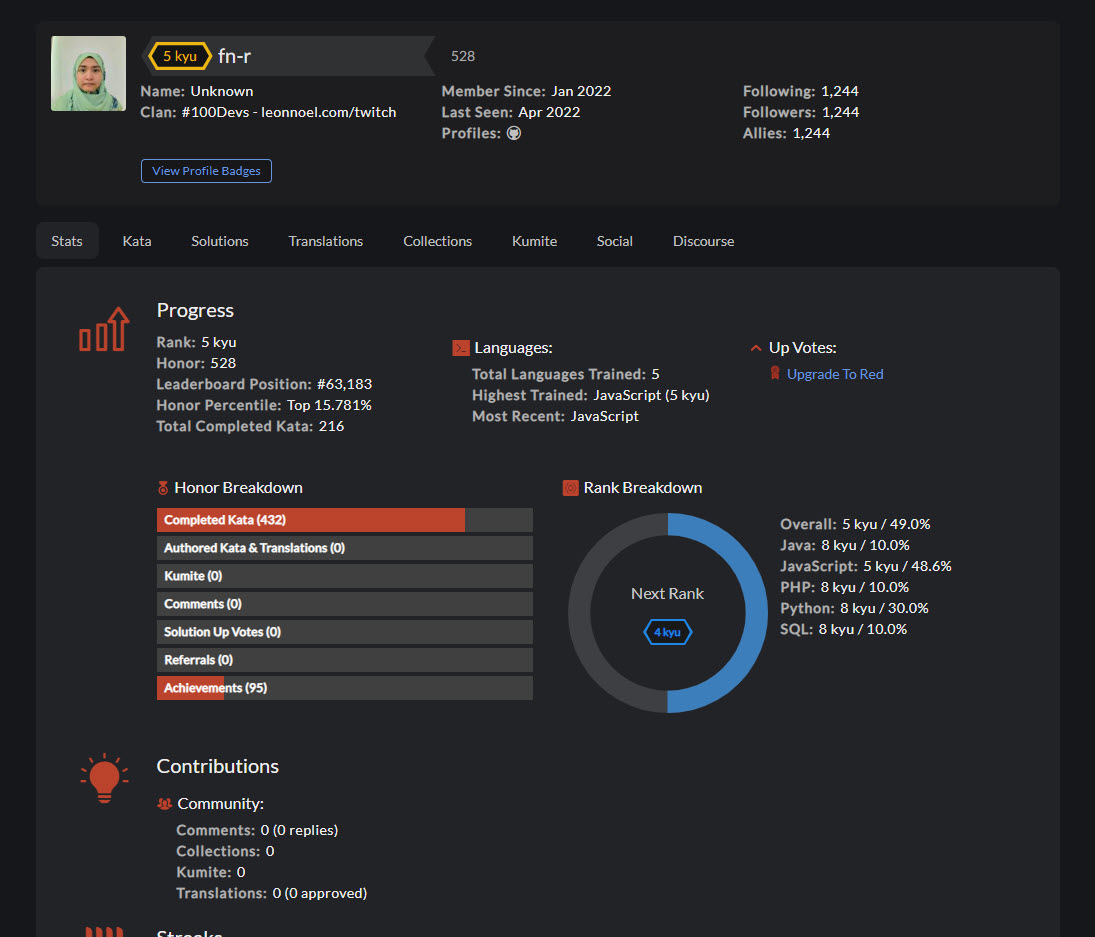 5 kyu fn-r 528
Name: Unknown
Clan: #100Devs - leonnoel.com/twitch
Member Since: Jan 2022
Last Seen: Apr 2022
Profiles:
Following: 1,244
Followers: 1,244
Allies: 1,244
View Profile Badges
Stats Kata Solutions Translations Collections Kumite Social Discourse
Progress
Rank: 5 kyu
Honor: 528
Leaderboard Position: #63,183
Honor Percentile: Top 15.781%
Total Completed Kata: 216
Languages:
Total Languages Trained: 5
Highest Trained: JavaScript (5 kyu)
Most Recent: JavaScript
Up Votes:
Upgrade To Red
Honor Breakdown
Completed Kata (432)
Authored Kata & Translations (0)
Kumite (0)
Comments (0)
Solution Up Votes (0)
Referrals (0)
Achievements (95)
Rank Breakdown
Next Rank
4 kyu
Overall: 5 kyu / 49.0%
Java: 8 kyu / 10.0%
JavaScript: 5 kyu / 48.6%
PHP: 8 kyu / 10.0%
Python: 8 kyu / 30.0%
SQL: 8 kyu / 10.0%
Contributions
Community:
Comments: 0 (0 replies)
Collections: 0
Kumite: 0
Translations: 0 (0 approved)
Streaks